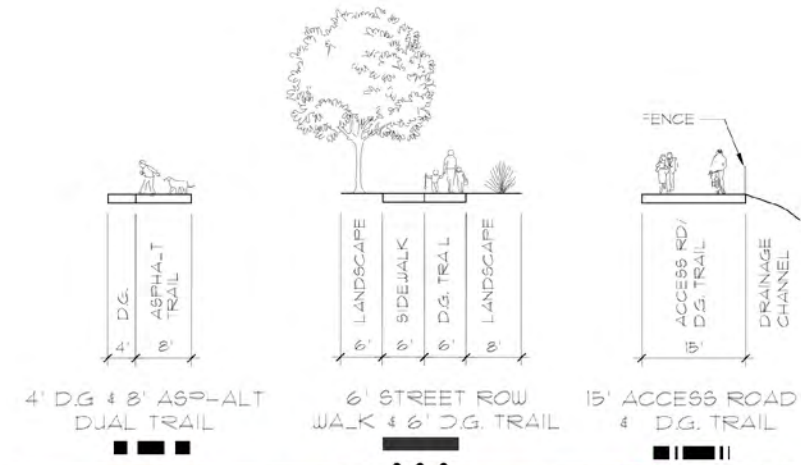 FENCE
D.G.
ASPHALT
TRAIL
4'
8'
LANDSCAPE
SIDEWALK
D.G. TRAIL
LANDSCAPE
6'
6'
6'
8'
ACCESS RD/
D.G. TRAIL
DRAINAGE
CHANNEL
15'
4' D.G & 8' ASPHALT
DUAL TRAIL
6' STREET ROW
WALK & 6' D.G. TRAIL
15' ACCESS ROAD
& D.G. TRAIL